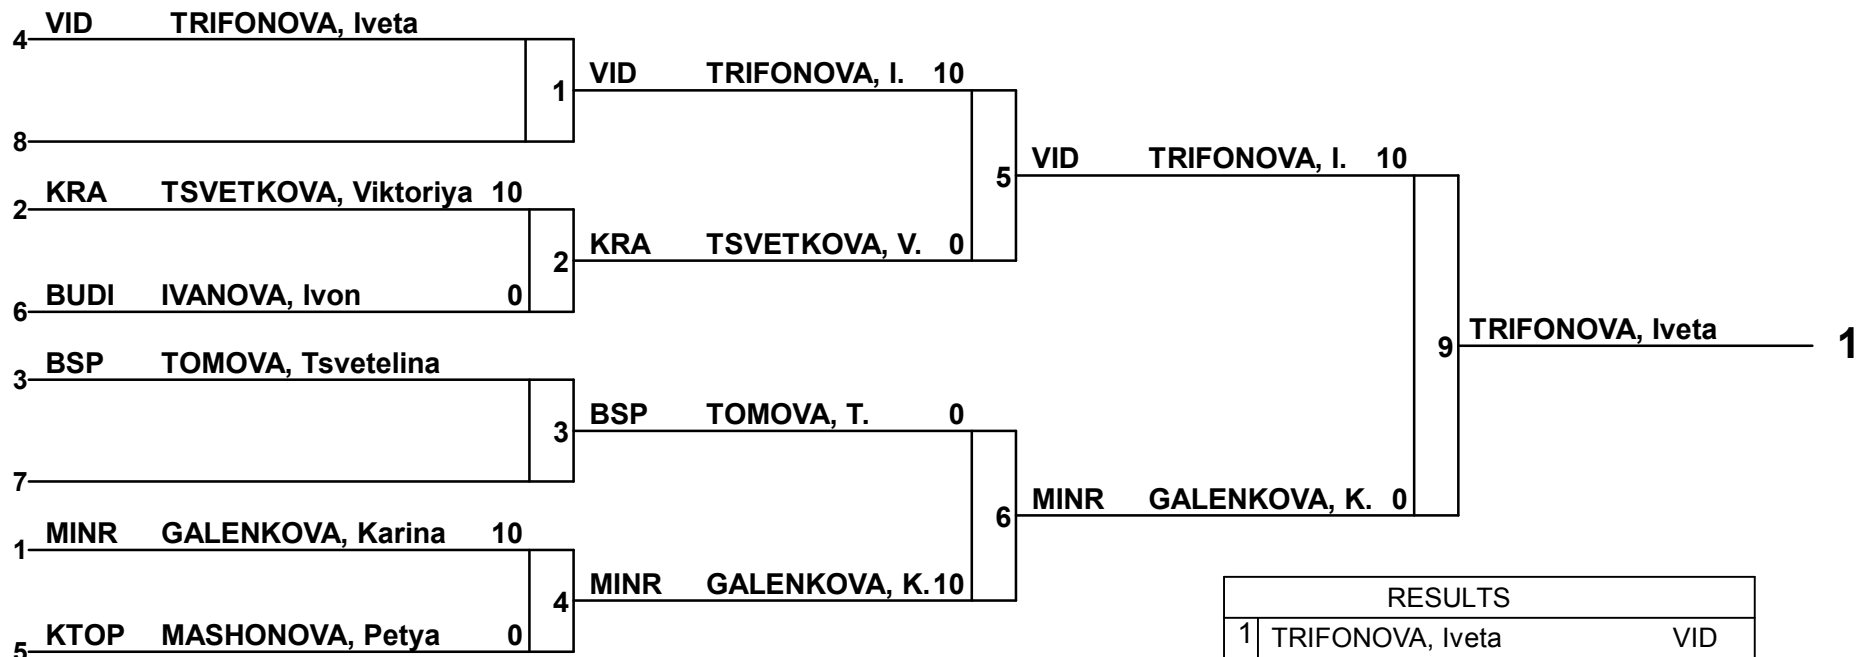 4 VID TRIFONOVA, Iveta
1 VID TRIFONOVA, I. 10
8
5 VID TRIFONOVA, I. 10
2 KRA TSVETKOVA, Viktoriya 10
2 KRA TSVETKOVA, V. 0
6 BUDI IVANOVA, Ivon 0
9 TRIFONOVA, Iveta 1
3 BSP TOMOVA, Tsvetelina
3 BSP TOMOVA, T. 0
7
6 MINR GALENKOVA, K. 0
1 MINR GALENKOVA, Karina 10
4 MINR GALENKOVA, K. 10
5 KTOP MASHONOVA, Petya 0
RESULTS
1 TRIFONOVA, Iveta VID